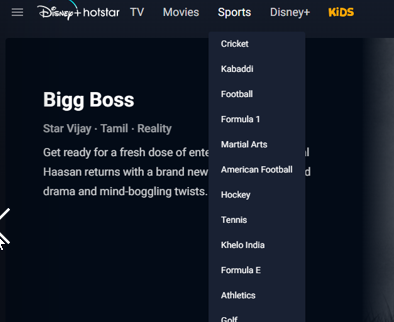 Disney+ hotstar TV Movies Sports Disney+ KiDS
Cricket
Kabaddi
Football
Formula 1
Martial Arts
American Football
Hockey
Tennis
Khelo India
Formula E
Athletics
Golf
Bigg Boss
Star Vijay · Tamil · Reality
Get ready for a fresh dose of
Haasan returns with a brand new
drama and mind-boggling twists.